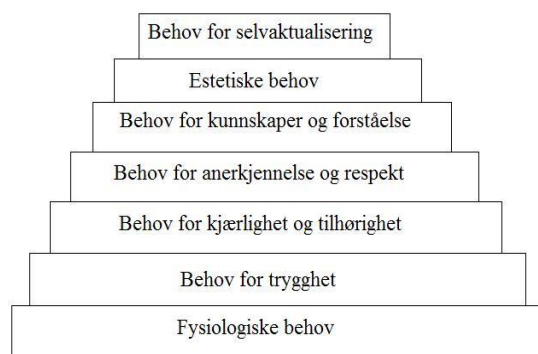 Behov for selvaktualisering
Estetiske behov
Behov for kunnskaper og forståelse
Behov for anerkjennelse og respekt
Behov for kjærlighet og tilhørighet
Behov for trygghet
Fysiologiske behov